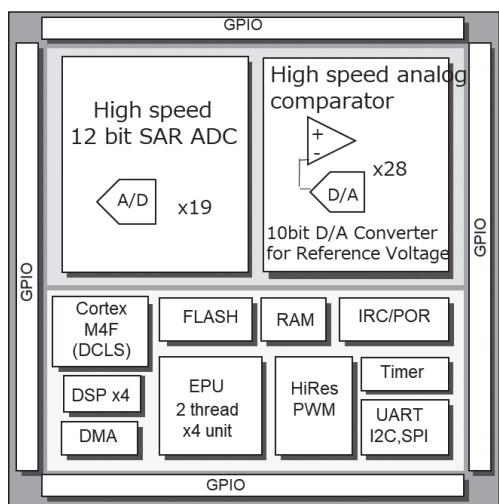 GPIO
GPIO
High speed
12 bit SAR ADC
A/D
x19
High speed analog
comparator
+
-
D/A
x28
10bit D/A Converter
for Reference Voltage
GPIO
Cortex
M4F
(DCLS)
FLASH
RAM
IRC/POR
DSP x4
DMA
EPU
2 thread
x4 unit
HiRes
PWM
Timer
UART
I2C,SPI
GPIO